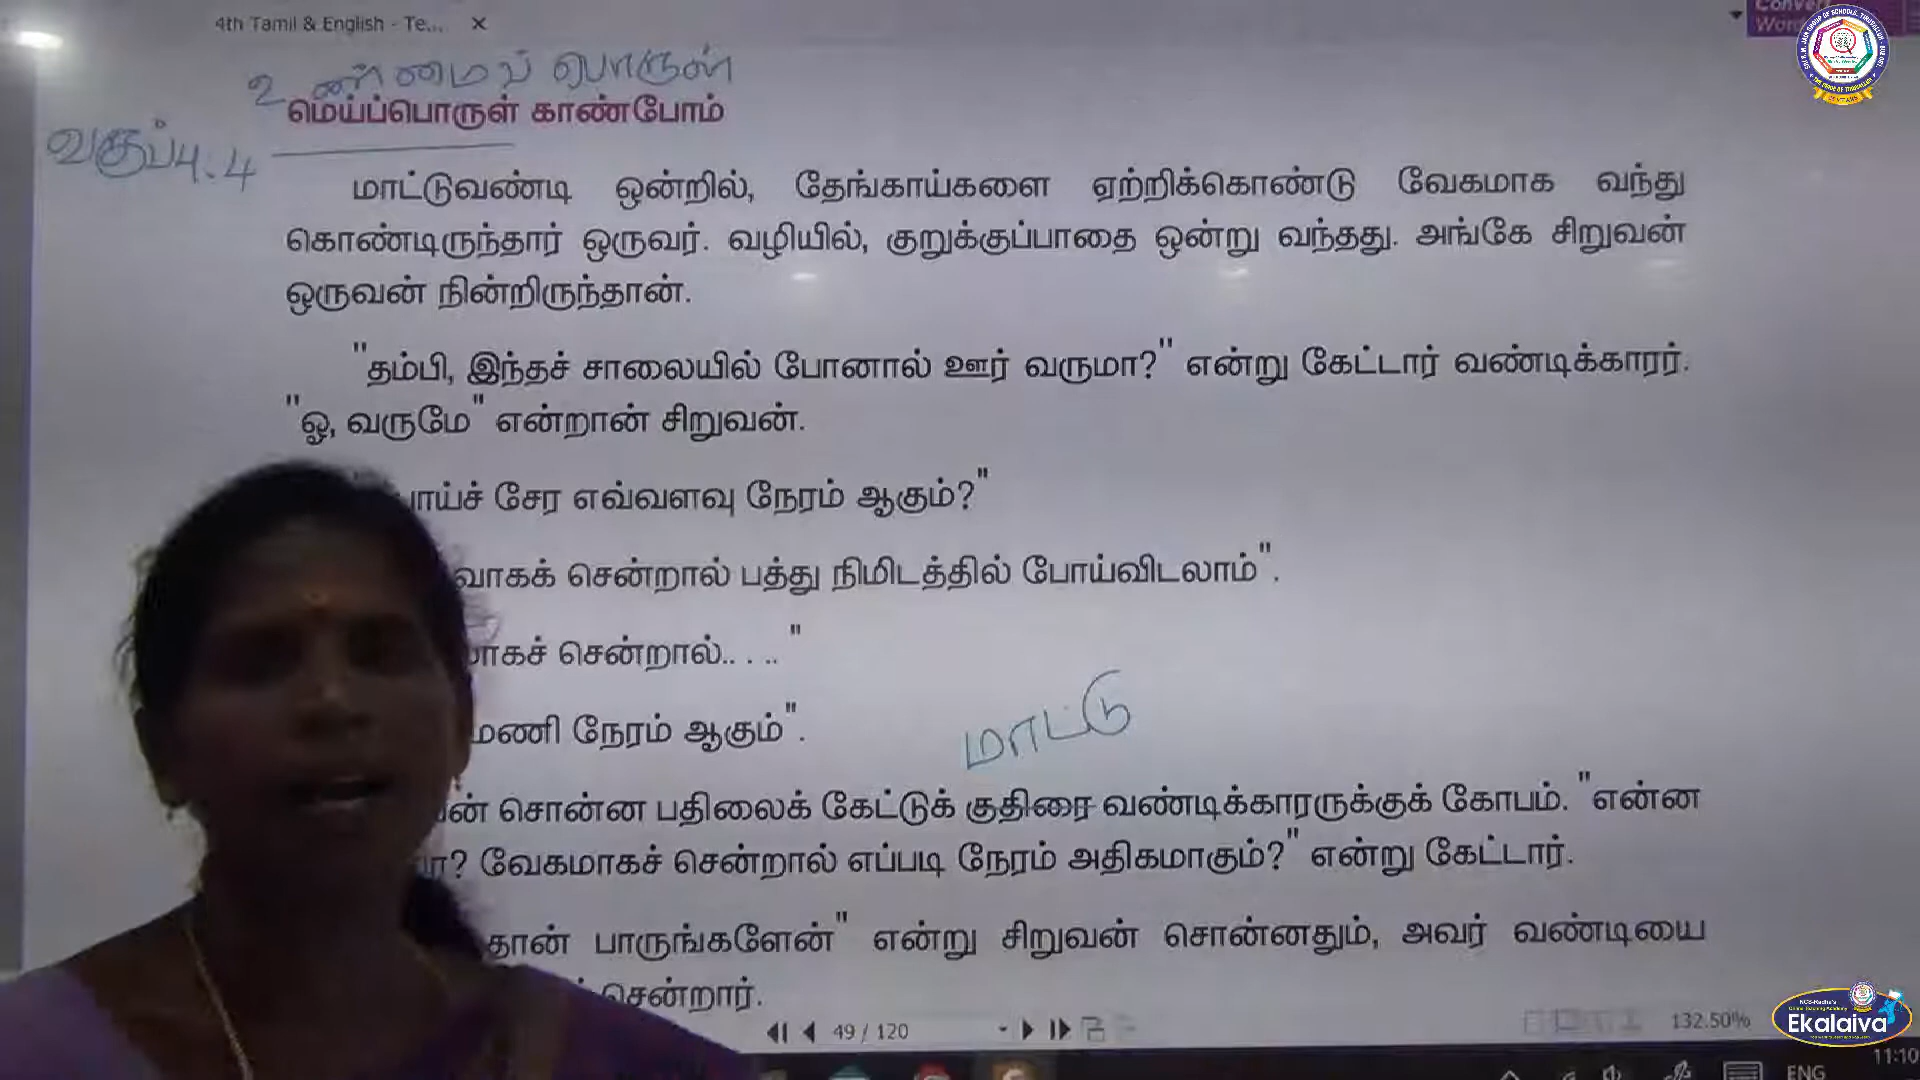 4th Tamil & English - Te...
உண்மைப் பொருள்
மெய்ப்பொருள் காண்போம்
வகுப்பு.4
மாட்டுவண்டி ஒன்றில், தேங்காய்களை ஏற்றிக்கொண்டு வேகமாக வந்து
கொண்டிருந்தார் ஒருவர். வழியில், குறுக்குப்பாதை ஒன்று வந்தது. அங்கே சிறுவன்
ஒருவன் நின்றிருந்தான்.
"தம்பி, இந்தச் சாலையில் போனால் ஊர் வருமா?" என்று கேட்டார் வண்டிக்காரர்.
"ஓ, வருமே" என்றான் சிறுவன்.
சேர எவ்வளவு நேரம் ஆகும்?"
சென்றால் பத்து நிமிடத்தில் போய்விடலாம்".
சென்றால்.. . .. "
மணி நேரம் ஆகும்".
மாட்டு
சொன்ன பதிலைக் கேட்டுக் குதிரை வண்டிக்காரருக்குக் கோபம். "என்ன
வேகமாகச் சென்றால் எப்படி நேரம் அதிகமாகும்?" என்று கேட்டார்.
தான் பாருங்களேன்" என்று சிறுவன் சொன்னதும், அவர் வண்டியை
சென்றார்.
49 / 120
132.50%
Ekalaiva
11:10
ENG